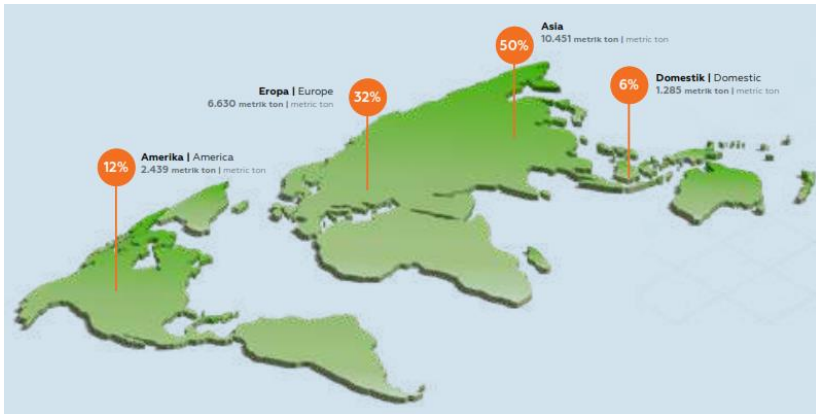 50%
Asia
10.451 metrik ton | metric ton
32%
Eropa | Europe
6.630 metrik ton | metric ton
6%
Domestik | Domestic
1.285 metrik ton | metric ton
12%
Amerika | America
2.439 metrik ton | metric ton